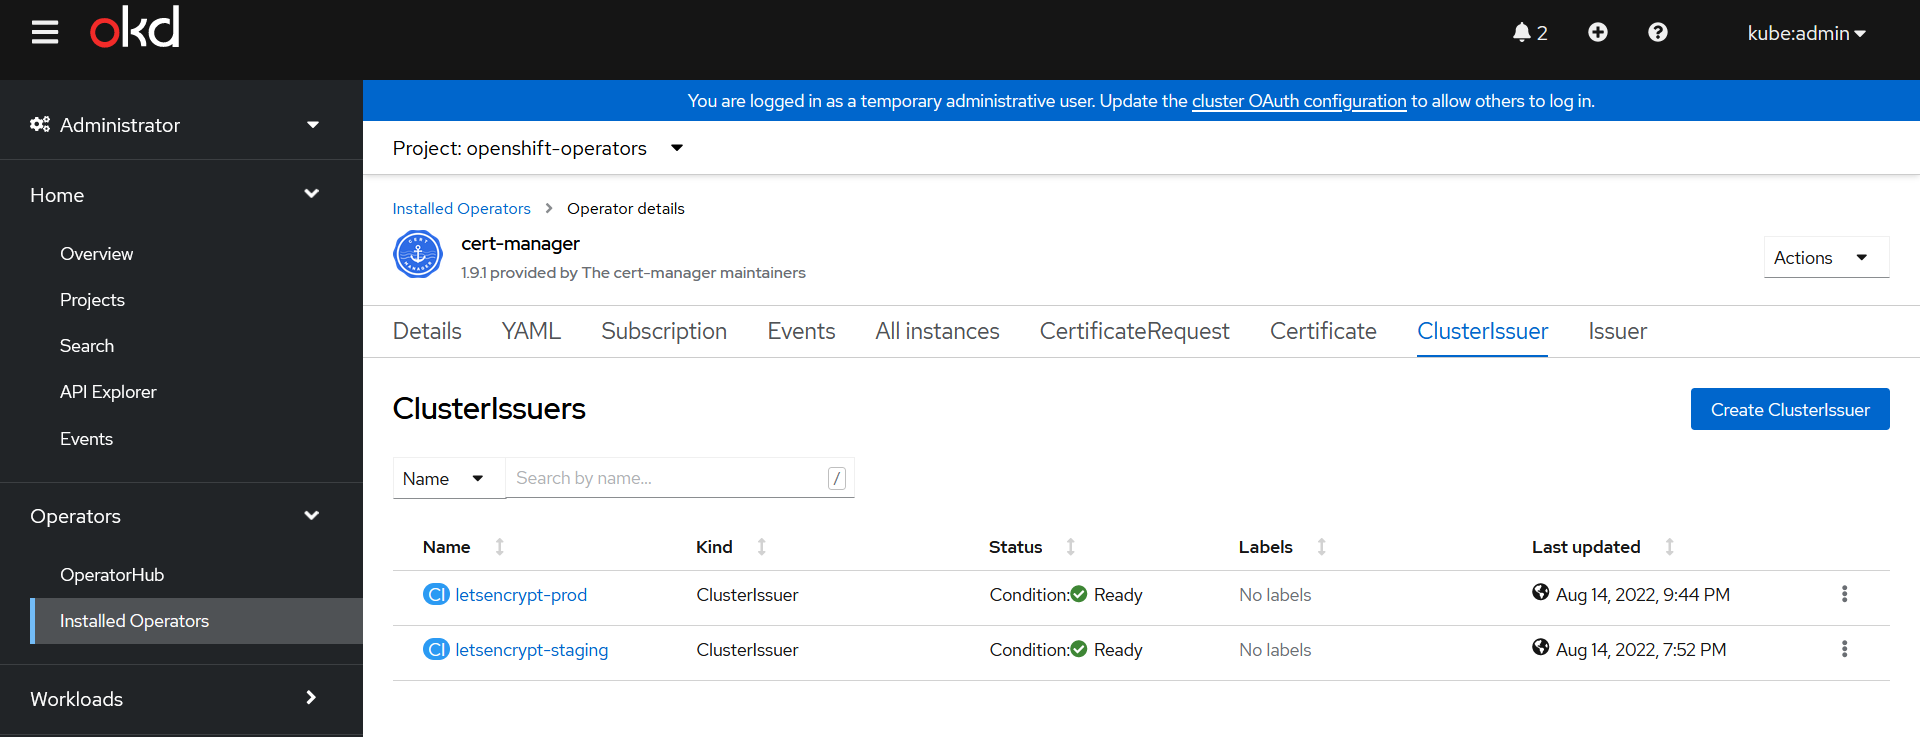 okd
2
kube:admin
Administrator
Home
Overview
Projects
Search
API Explorer
Events
Operators
OperatorHub
Installed Operators
Workloads
You are logged in as a temporary administrative user. Update the cluster OAuth configuration to allow others to log in.
Project: openshift-operators
Installed Operators Operator details
CERT MANAGER
cert-manager
1.9.1 provided by The cert-manager maintainers
Actions
Details YAML Subscription Events All instances CertificateRequest Certificate ClusterIssuer Issuer
ClusterIssuers
Create ClusterIssuer
Name Search by name... /
Name Kind Status Labels Last updated
CI letsencrypt-prod ClusterIssuer Condition: Ready No labels Aug 14, 2022, 9:44 PM
CI letsencrypt-staging ClusterIssuer Condition: Ready No labels Aug 14, 2022, 7:52 PM